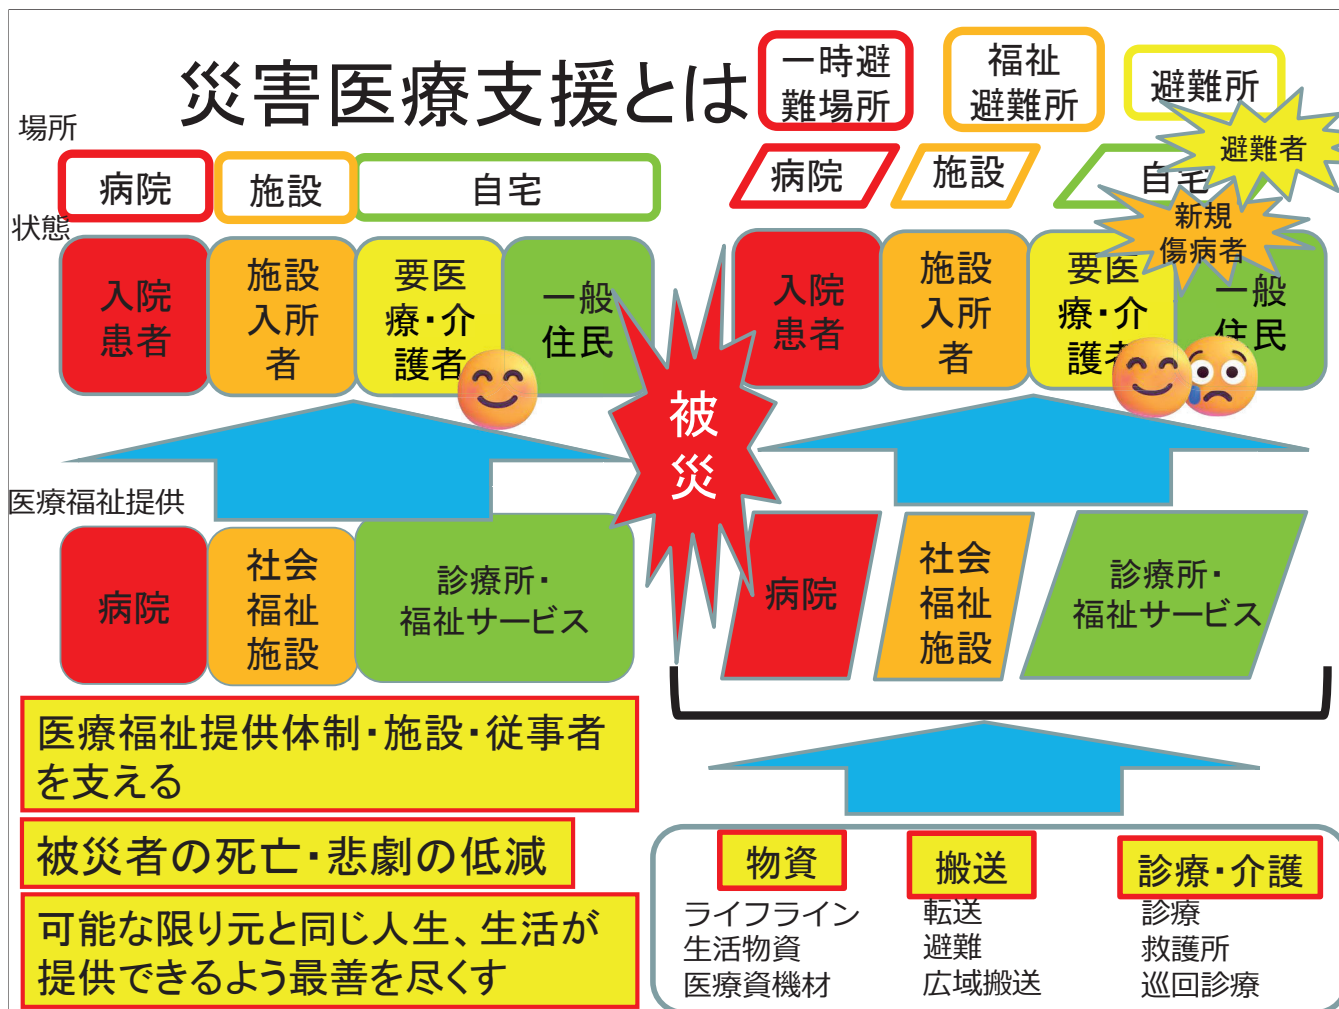 災害医療支援とは
一時避
難場所
福祉
避難所
避難所
避難者
場所
病院
施設
自宅
病院
施設
自宅
新規
傷病者
状態
入院
患者
施設
入所
者
要医
療・介
護者
一般
住民
被
災
入院
患者
施設
入所
者
要医
療・介
護者
一般
住民
医療福祉提供
病院
社会
福祉
施設
診療所・
福祉サービス
病院
社会
福祉
施設
診療所・
福祉サービス
医療福祉提供体制・施設・従事者
を支える
被災者の死亡・悲劇の低減
可能な限り元と同じ人生、生活が
提供できるよう最善を尽くす
物資
ライフライン
生活物資
医療資機材
搬送
転送
避難
広域搬送
診療・介護
診療
救護所
巡回診療